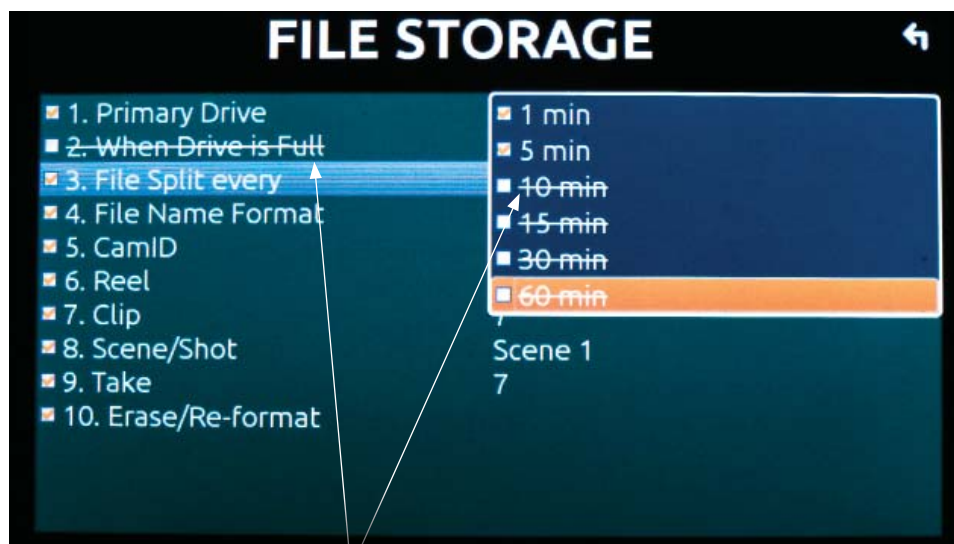 FILE STORAGE
1. Primary Drive
2. When Drive is Full
3. File Split every
4. File Name Format
5. CamID
6. Reel
7. Clip
8. Scene/Shot
9. Take
10. Erase/Re-format
1 min
5 min
10 min
15 min
30 min
60 min
7
Scene 1
7